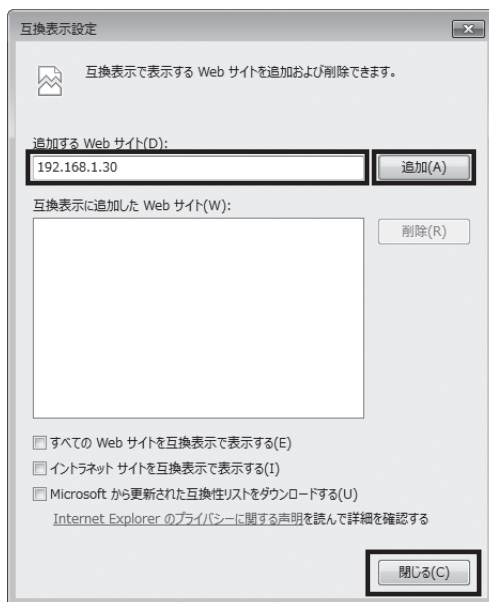 互換表示設定
互換表示で表示する Web サイトを追加および削除できます。
追加する Web サイト(D):
192.168.1.30
追加(A)
互換表示に追加した Web サイト(W):
削除(R)
すべての Web サイトを互換表示で表示する(E)
イントラネット サイトを互換表示で表示する(I)
Microsoft から更新された互換性リストをダウンロードする(U)
Internet Explorer のプライバシーに関する声明を読んで詳細を確認する
閉じる(C)